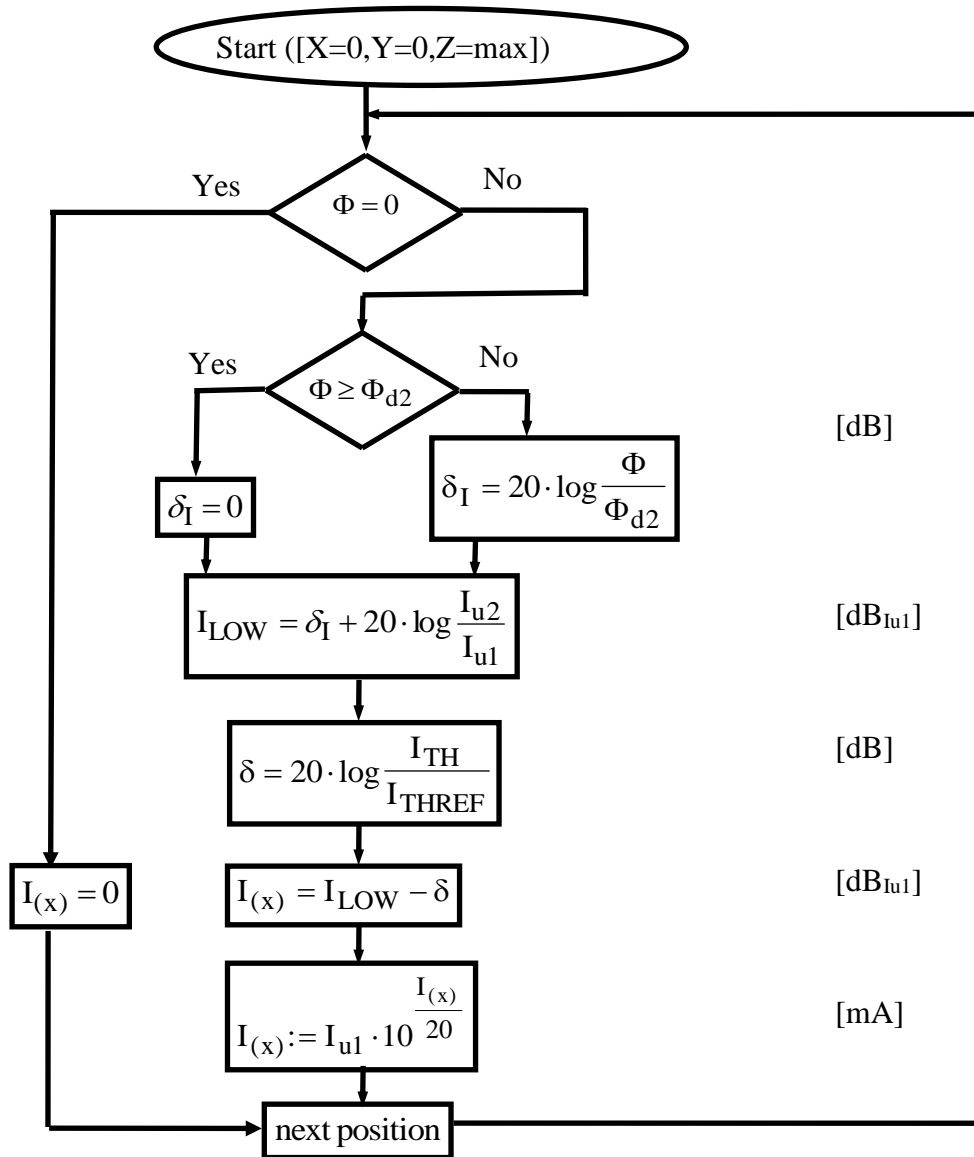 Start ([X=0,Y=0,Z=max])
Yes
No
Φ = 0
Yes
No
Φ ≥ Φd2
[dB]
δI = 0
δI = 20 · log Φ/Φd2
ILOW = δI + 20 · log Iu2/Iu1
[dBIu1]
δ = 20 · log ITH/ITHREF
[dB]
I(x) = 0
I(x) = ILOW − δ
[dBIu1]
I(x) := Iu1 · 10^(I(x)/20)
[mA]
next position